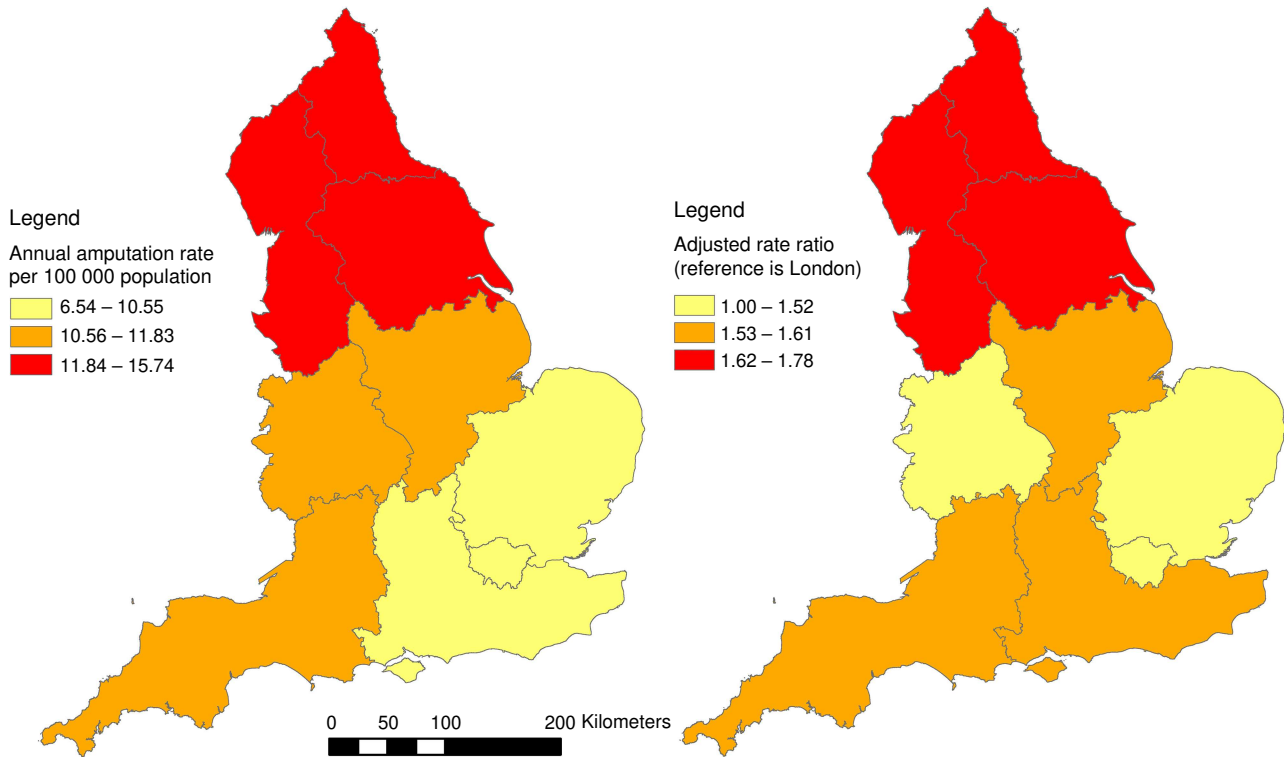 Legend
Annual amputation rate
per 100 000 population
6.54 – 10.55
10.56 – 11.83
11.84 – 15.74
0 50 100 200 Kilometers
Legend
Adjusted rate ratio
(reference is London)
1.00 – 1.52
1.53 – 1.61
1.62 – 1.78